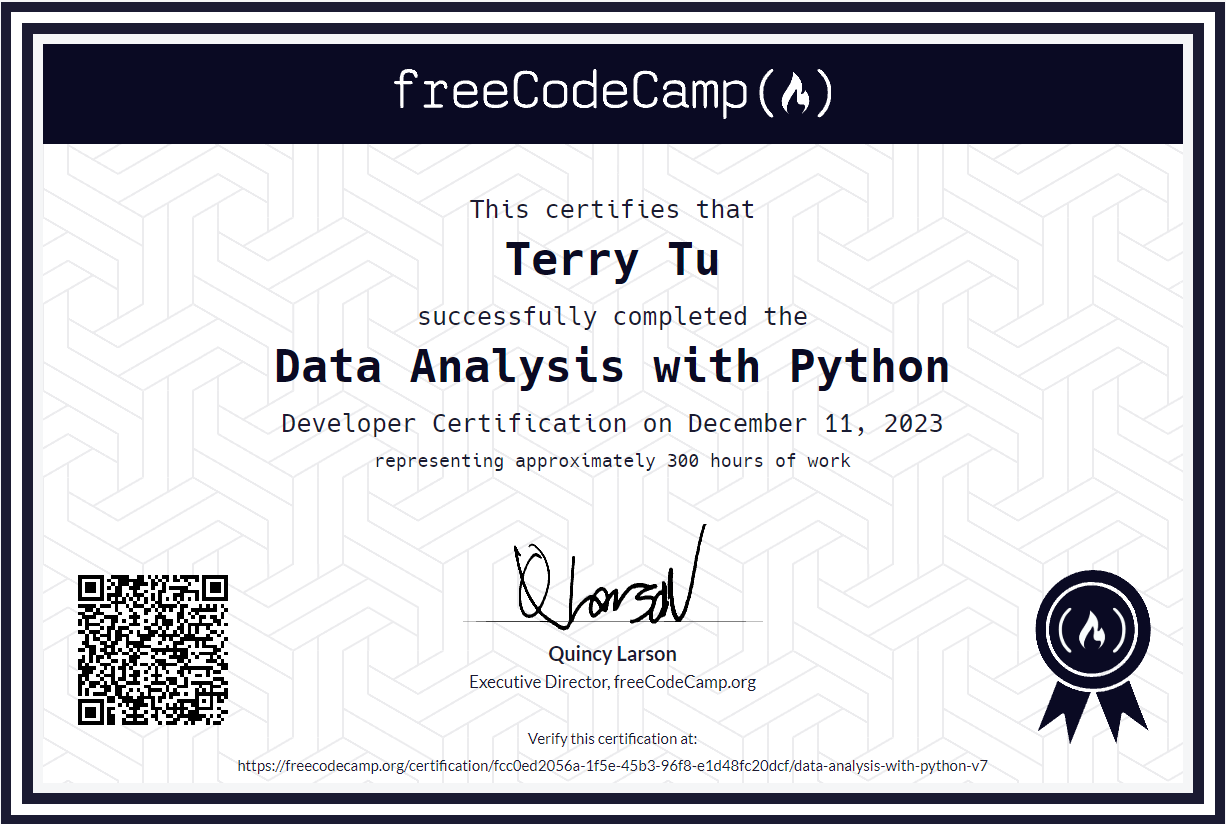 freeCodeCamp
This certifies that
Terry Tu
successfully completed the
Data Analysis with Python
Developer Certification on December 11, 2023
representing approximately 300 hours of work
Quincy Larson
Executive Director, freeCodeCamp.org
Verify this certification at:
https://freecodecamp.org/certification/fcc0ed2056a-1f5e-45b3-96f8-e1d48fc20dcf/data-analysis-with-python-v7